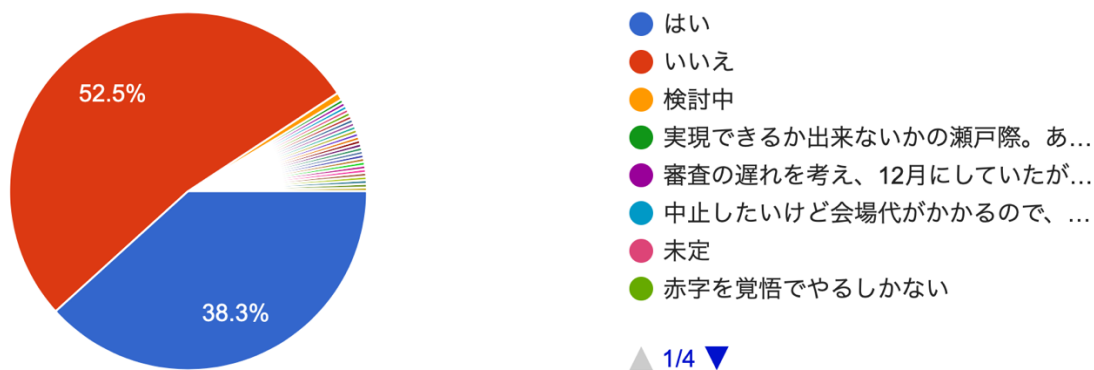 52.5%
38.3%
はい
いいえ
検討中
実現できるか出来ないかの瀬戸際。あ...
審査の遅れを考え、12月にしていたが...
中止したいけど会場代がかかるので、...
未定
赤字を覚悟でやるしかない
1/4